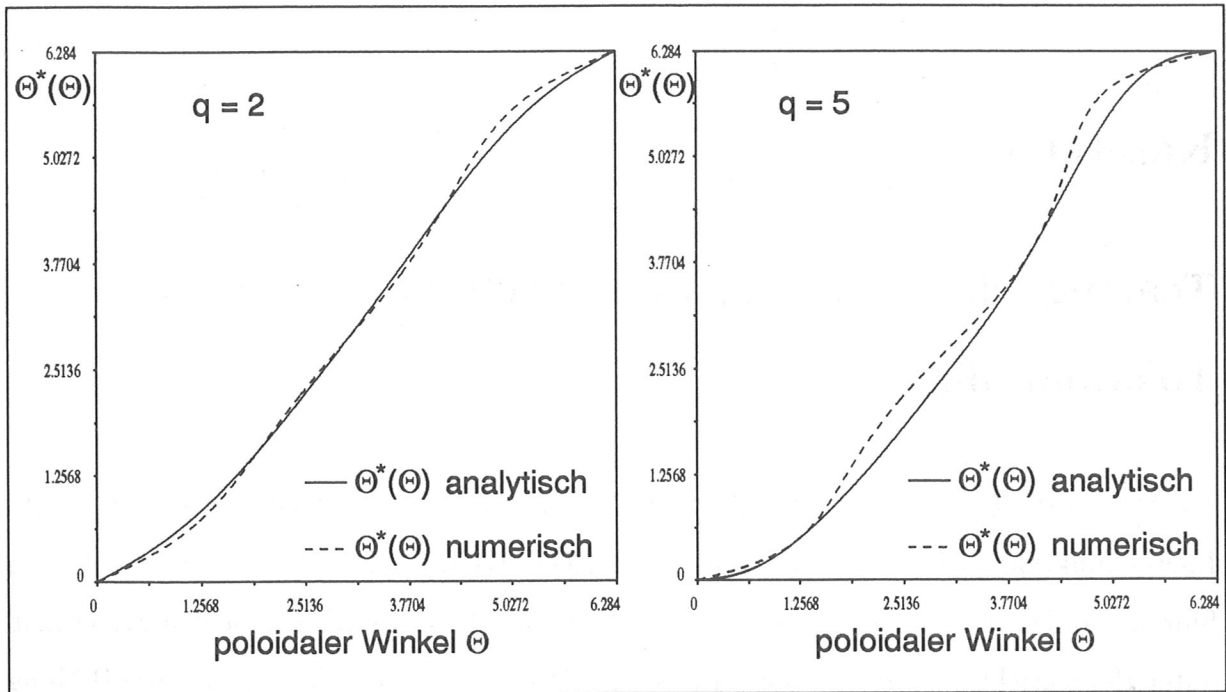 6.284
Θ*(Θ)
q = 2
5.0272
3.7704
2.5136
1.2568
0
Θ*(Θ) analytisch
Θ*(Θ) numerisch
0 1.2568 2.5136 3.7704 5.0272 6.284
poloidaler Winkel Θ
6.284
Θ*(Θ)
q = 5
5.0272
3.7704
2.5136
1.2568
0
Θ*(Θ) analytisch
Θ*(Θ) numerisch
0 1.2568 2.5136 3.7704 5.0272 6.284
poloidaler Winkel Θ